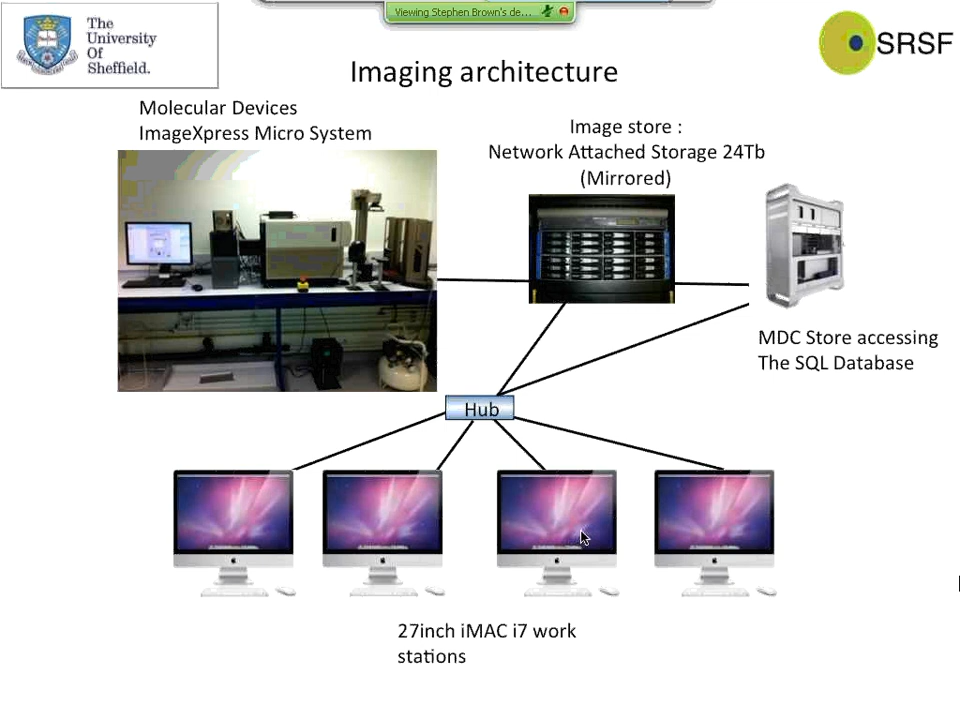 Viewing Stephen Brown's de...
The
University
Of
Sheffield.
SRSF
Imaging architecture
Molecular Devices
ImageXpress Micro System
Image store :
Network Attached Storage 24Tb
(Mirrored)
MDC Store accessing
The SQL Database
Hub
27inch iMAC i7 work
stations